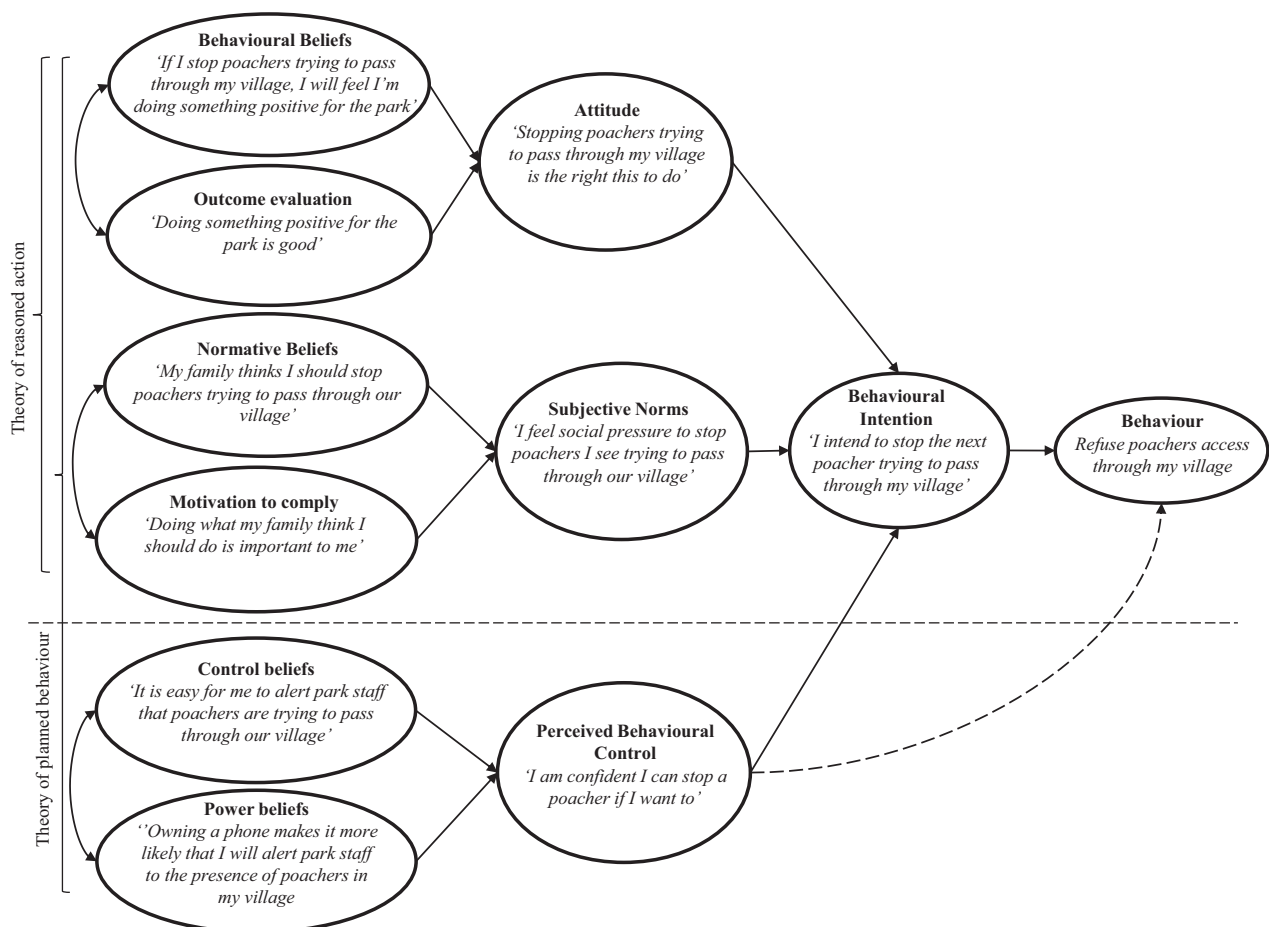 Behavioural Beliefs
‘If I stop poachers trying to pass
through my village, I will feel I’m
doing something positive for the park’
Outcome evaluation
‘Doing something positive for the
park is good’
Attitude
‘Stopping poachers trying
to pass through my village
is the right this to do’
Theory of reasoned action
Normative Beliefs
‘My family thinks I should stop
poachers trying to pass through our
village’
Motivation to comply
‘Doing what my family think I
should do is important to me’
Subjective Norms
‘I feel social pressure to stop
poachers I see trying to pass
through our village’
Behavioural
Intention
‘I intend to stop the next
poacher trying to pass
through my village’
Behaviour
Refuse poachers access
through my village
Theory of planned behaviour
Control beliefs
‘It is easy for me to alert park staff
that poachers are trying to pass
through our village’
Power beliefs
‘’Owning a phone makes it more
likely that I will alert park staff
to the presence of poachers in
my village
Perceived Behavioural
Control
‘I am confident I can stop a
poacher if I want to’